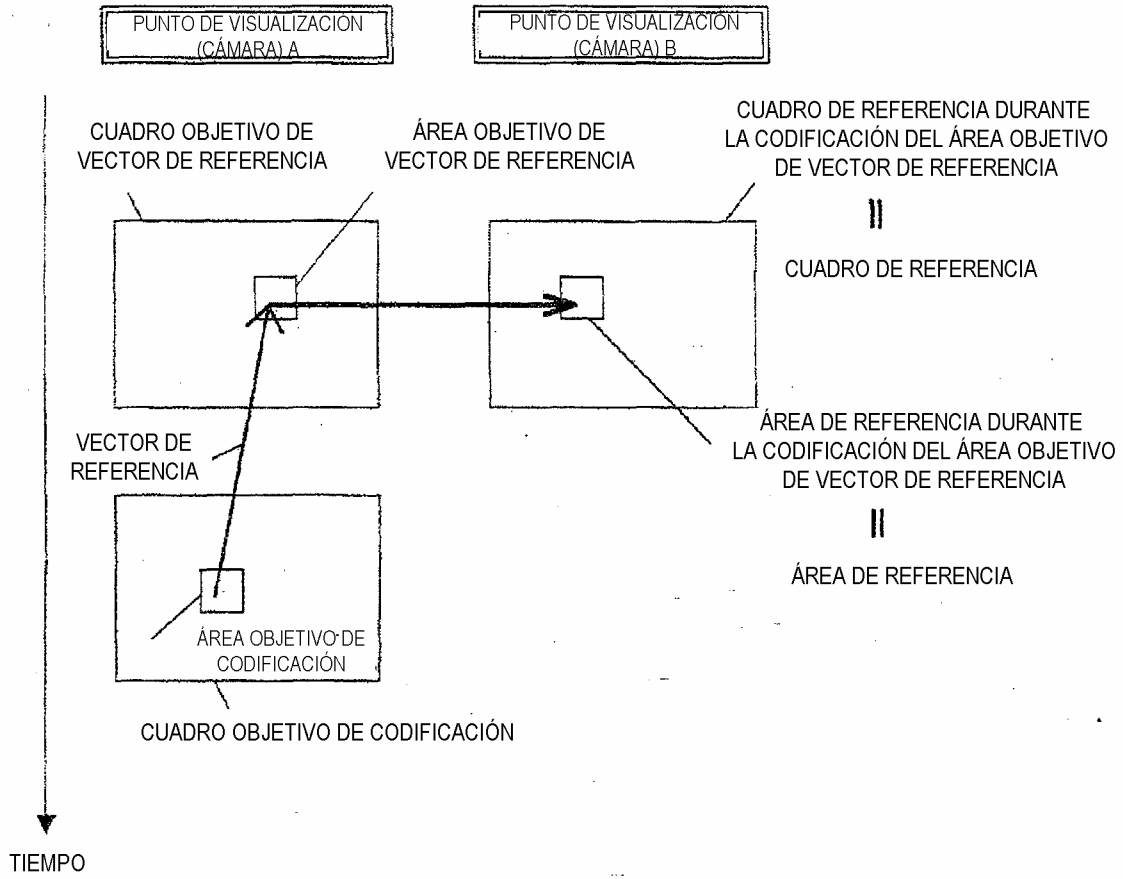 PUNTO DE VISUALIZACIÓN
(CÁMARA) A
PUNTO DE VISUALIZACIÓN
(CÁMARA) B
CUADRO OBJETIVO DE
VECTOR DE REFERENCIA
ÁREA OBJETIVO DE
VECTOR DE REFERENCIA
CUADRO DE REFERENCIA DURANTE
LA CODIFICACIÓN DEL ÁREA OBJETIVO
DE VECTOR DE REFERENCIA
CUADRO DE REFERENCIA
VECTOR DE
REFERENCIA
ÁREA DE REFERENCIA DURANTE
LA CODIFICACIÓN DEL ÁREA OBJETIVO
DE VECTOR DE REFERENCIA
ÁREA DE REFERENCIA
ÁREA OBJETIVO DE
CODIFICACIÓN
CUADRO OBJETIVO DE CODIFICACIÓN
TIEMPO